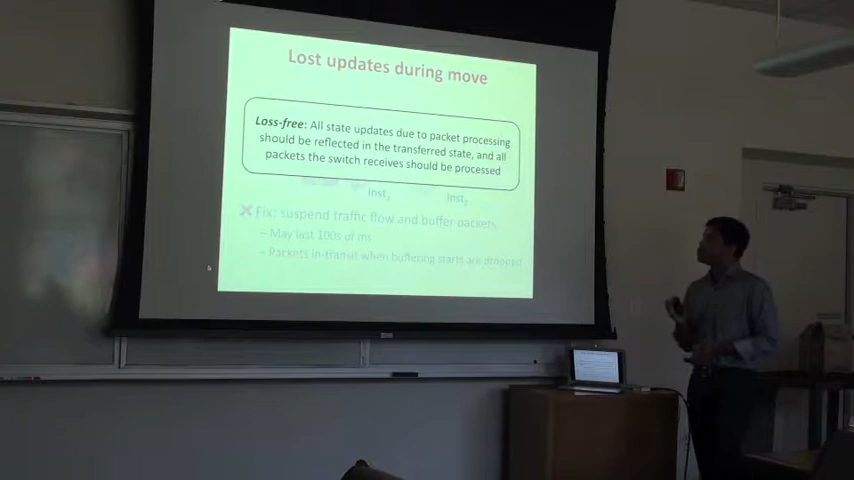 Lost updates during move
Loss-free: All state updates due to packet processing
should be reflected in the transferred state, and all
packets the switch receives should be processed
Inst₁ Inst₂
Fix: suspend traffic flow and buffer packets
– May last 100s of ms
– Packets in-transit when buffering starts are dropped